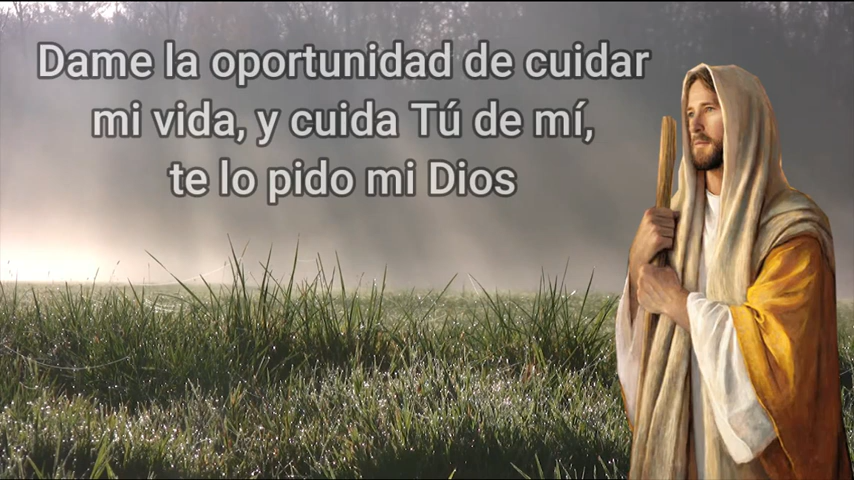 Dame la oportunidad de cuidar
mi vida, y cuida Tú de mí,
te lo pido mi Dios